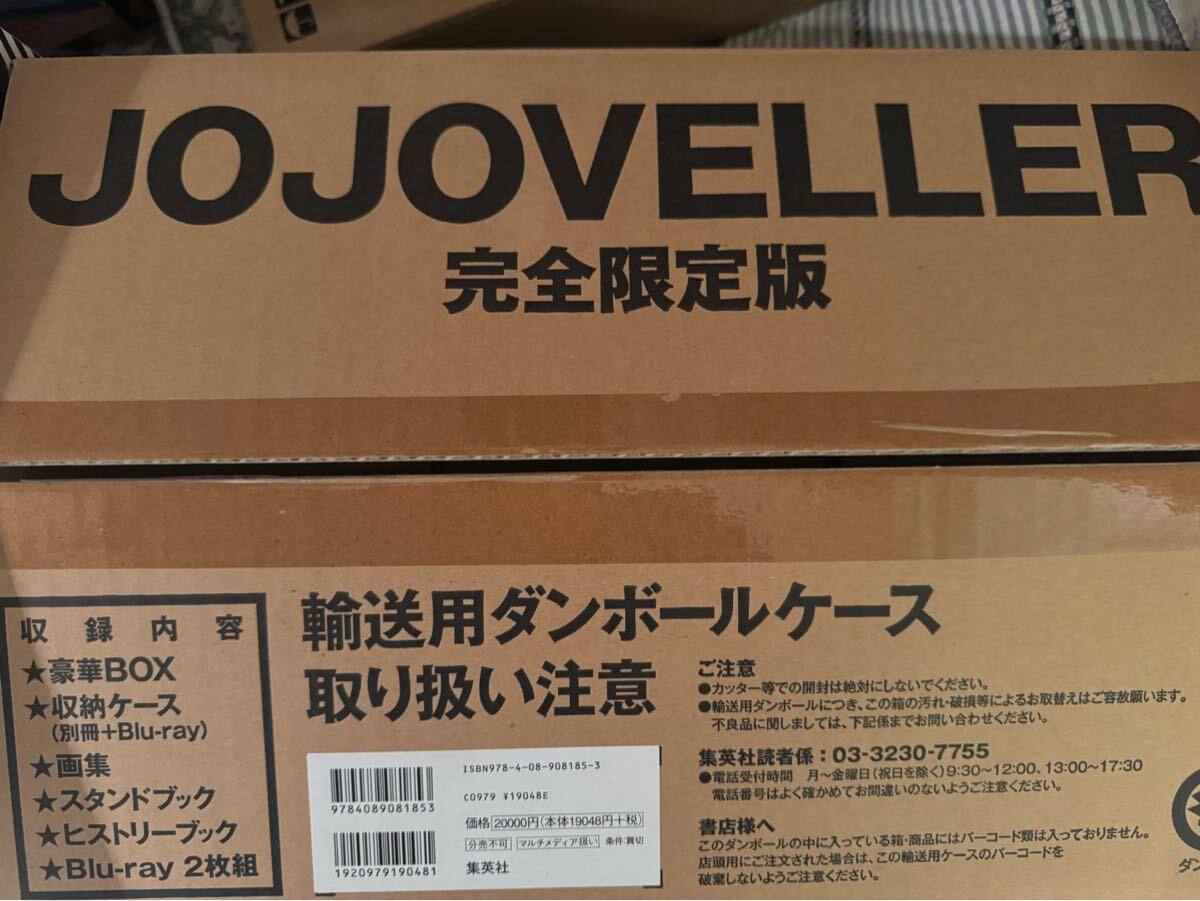 JOJOVELLER
完全限定版
収録内容
★豪華BOX
★収納ケース
(別冊+Blu-ray)
★画集
★スタンドブック
★ヒストリーブック
★Blu-ray 2枚組
輸送用ダンボールケース
取り扱い注意
ISBN978-4-08-908185-3
C0979 ¥19048E
価格 20000円(本体19048円+税)
分売不可 マルチメディア扱い 条件:買切
集英社
9784089081853
1920979190481
ご注意
●カッター等での開封は絶対にしないでください。
●輸送用ダンボールにつき、この箱の汚れ・破損等によるお取替えはご容赦願います。
不良品に関しましては、下記係までお問い合わせください。
集英社読者係：03-3230-7755
●電話受付時間 月〜金曜日(祝日を除く)9:30〜12:00、13:00〜17:30
電話番号はよく確かめてお間違いのないようご注意ください。
書店様へ
このダンボールの中に入っている箱・商品にはバーコード類は入っておりません。
店頭用にご注文された場合は、この輸送用ケースのバーコードを
破棄しないようご注意ください。
ダン